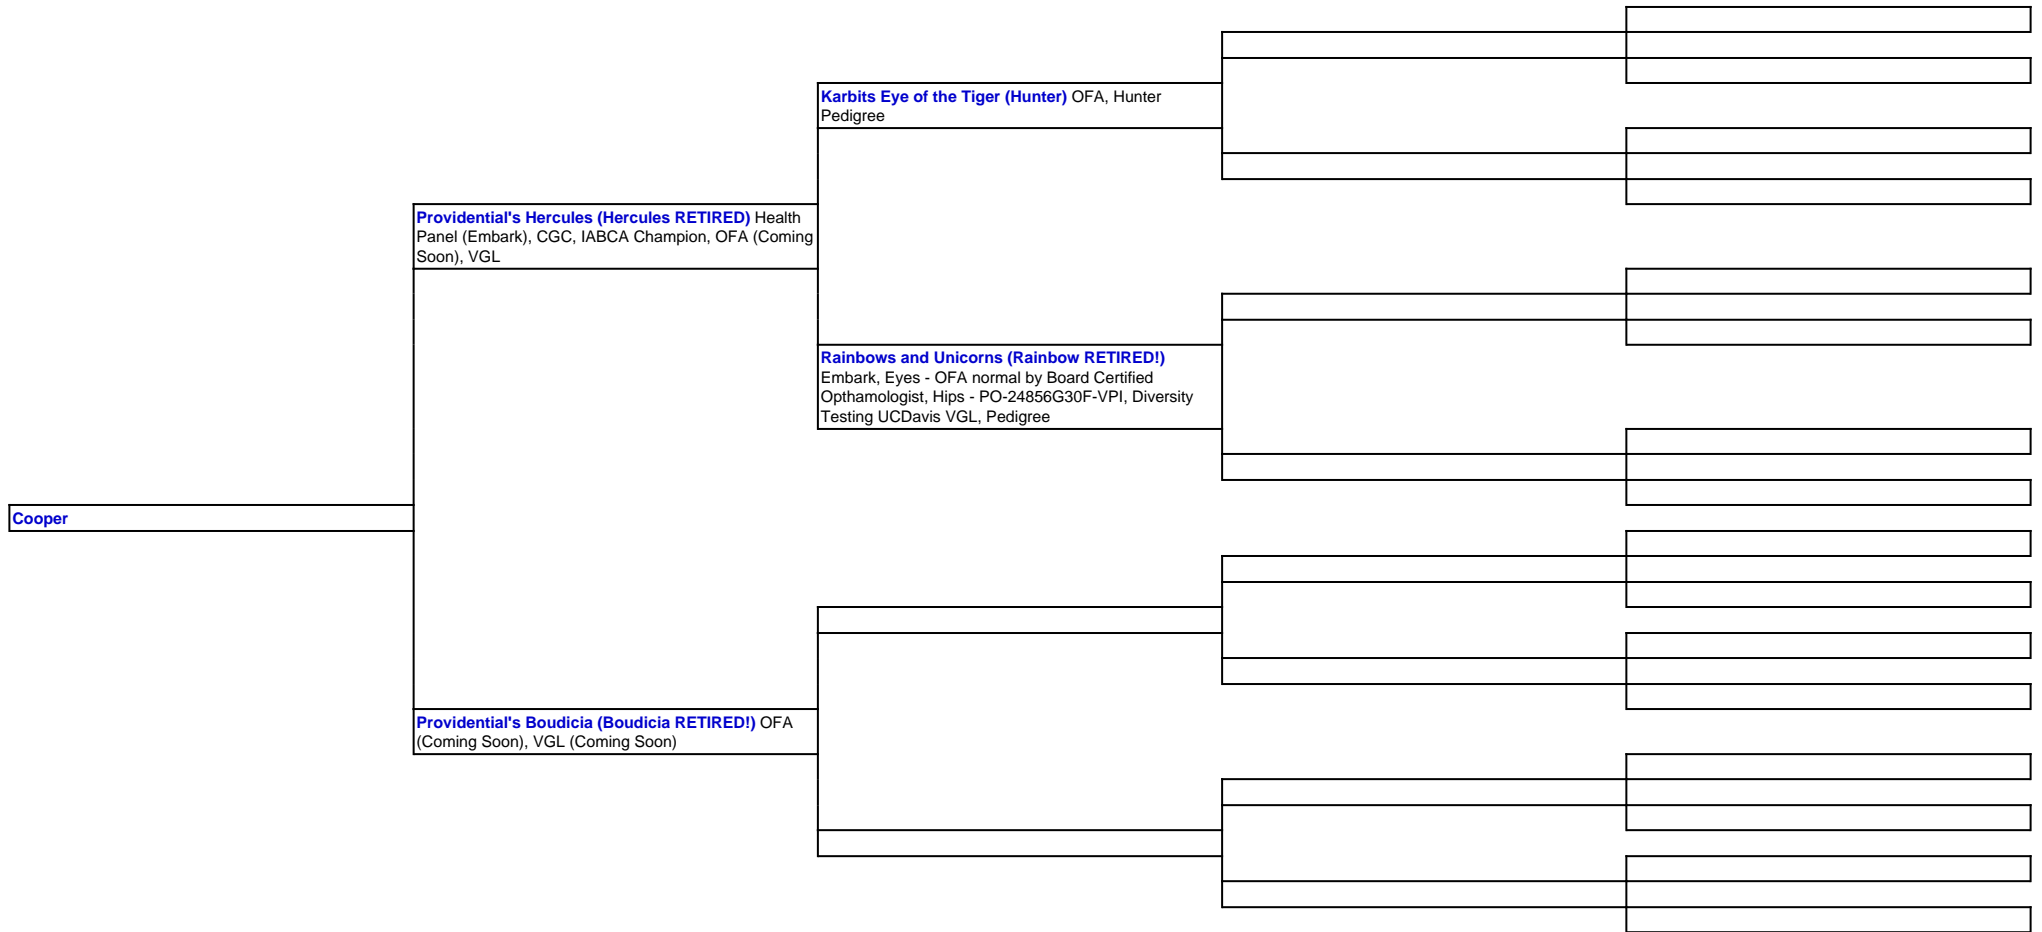 Karbits Eye of the Tiger (Hunter) OFA, Hunter
Pedigree
Providential's Hercules (Hercules RETIRED) Health
Panel (Embark), CGC, IABCA Champion, OFA (Coming
Soon), VGL
Rainbows and Unicorns (Rainbow RETIRED!)
Embark, Eyes - OFA normal by Board Certified
Opthamologist, Hips - PO-24856G30F-VPI, Diversity
Testing UCDavis VGL, Pedigree
Cooper
Providential's Boudicia (Boudicia RETIRED!) OFA
(Coming Soon), VGL (Coming Soon)